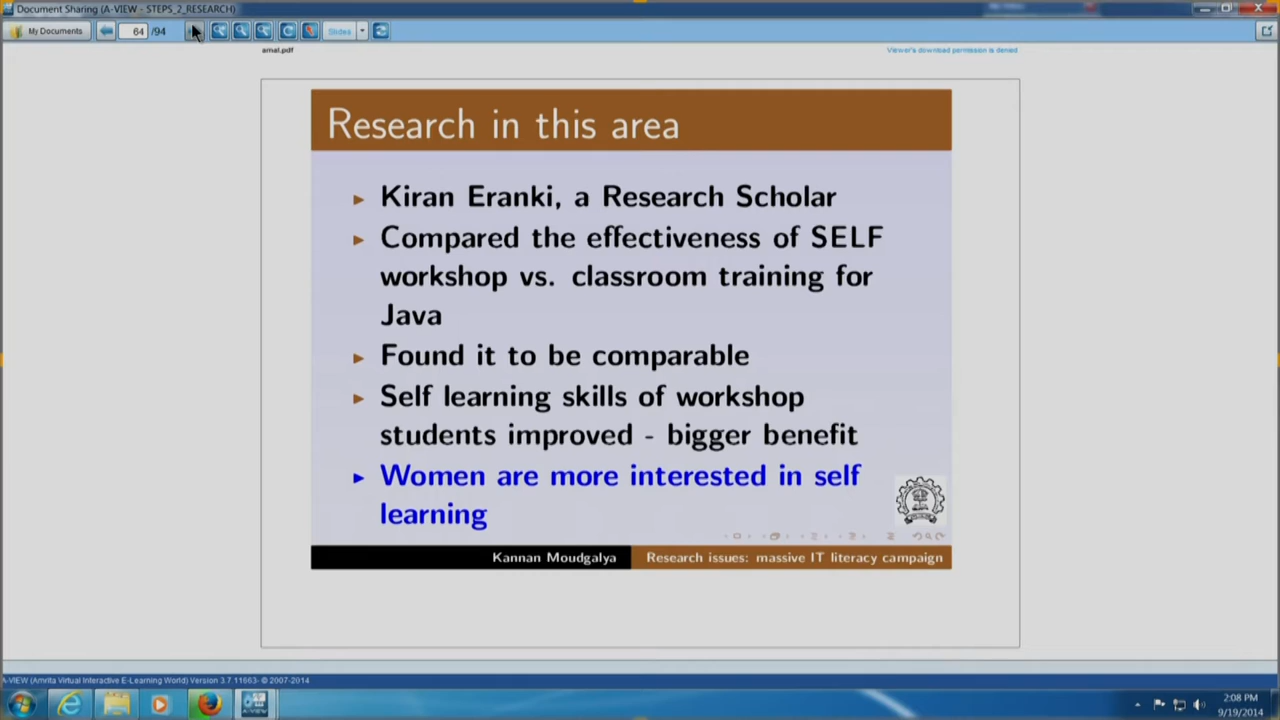 Document Sharing (A-VIEW - STEPS_2_RESEARCH)
My Documents
64 /94
Slides
amal.pdf
Viewer's download permission is denied
Research in this area
Kiran Eranki, a Research Scholar
Compared the effectiveness of SELF
workshop vs. classroom training for
Java
Found it to be comparable
Self learning skills of workshop
students improved - bigger benefit
Women are more interested in self
learning
Kannan Moudgalya
Research issues: massive IT literacy campaign
A-VIEW (Amrita Virtual Interactive E-Learning World) Version 3.7.11663- © 2007-2014
2:08 PM
9/19/2014